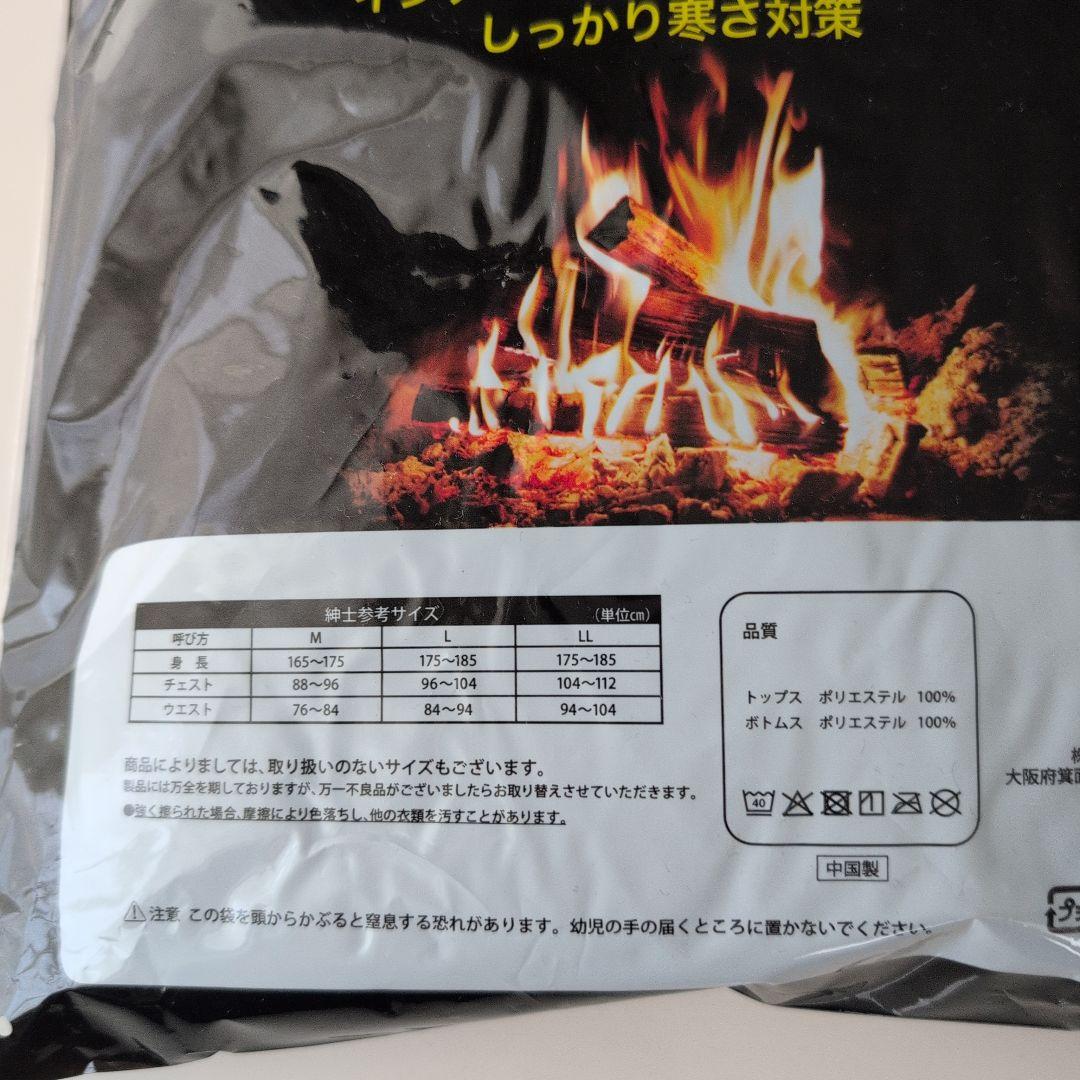 しっかり寒さ対策
紳士参考サイズ (単位㎝)
呼び方 M L LL
身 長 165〜175 175〜185 175〜185
チェスト 88〜96 96〜104 104〜112
ウエスト 76〜84 84〜94 94〜104
商品によりましては、取り扱いのないサイズもございます。
製品には万全を期しておりますが、万一不良品がございましたらお取り替えさせていただきます。
●強く擦られた場合、摩擦により色落ちし、他の衣類を汚すことがあります。
品質
トップス ポリエステル 100%
ボトムス ポリエステル 100%
40
中国製
大阪府箕面
⚠注意 この袋を頭からかぶると窒息する恐れがあります。幼児の手の届くところに置かないでください。
プラ